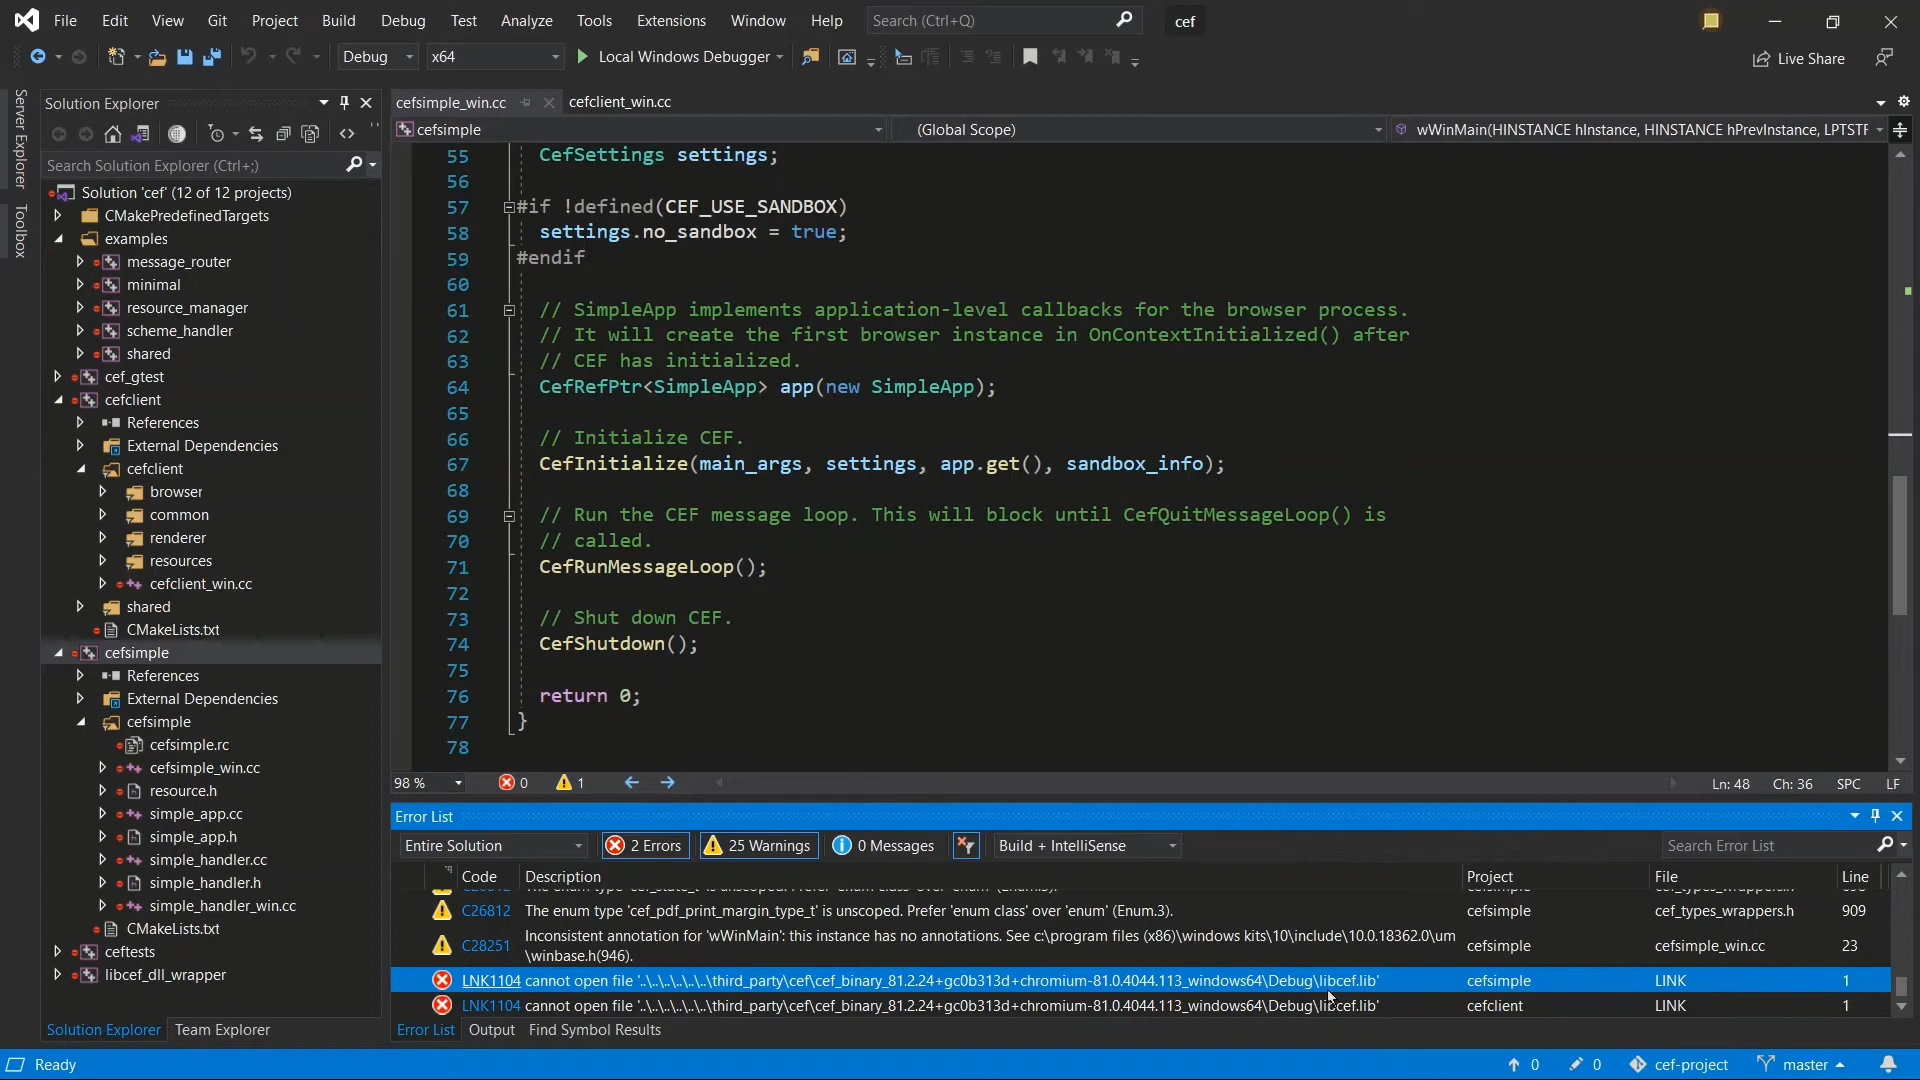 File Edit View Git Project Build Debug Test Analyze Tools Extensions Window Help Search (Ctrl+Q) cef
Debug x64 Local Windows Debugger Live Share
Server Explorer
Toolbox
Solution Explorer
Search Solution Explorer (Ctrl+;)
Solution 'cef' (12 of 12 projects)
CMakePredefinedTargets
examples
message_router
minimal
resource_manager
scheme_handler
shared
cef_gtest
cefclient
References
External Dependencies
cefclient
browser
common
renderer
resources
cefclient_win.cc
shared
CMakeLists.txt
cefsimple
References
External Dependencies
cefsimple
cefsimple.rc
cefsimple_win.cc
resource.h
simple_app.cc
simple_app.h
simple_handler.cc
simple_handler.h
simple_handler_win.cc
CMakeLists.txt
ceftests
libcef_dll_wrapper
Solution Explorer Team Explorer
cefsimple_win.cc cefclient_win.cc
cefsimple (Global Scope) wWinMain(HINSTANCE hInstance, HINSTANCE hPrevInstance, LPTSTR
55 CefSettings settings;
56
57 #if !defined(CEF_USE_SANDBOX)
58 settings.no_sandbox = true;
59 #endif
60
61 // SimpleApp implements application-level callbacks for the browser process.
62 // It will create the first browser instance in OnContextInitialized() after
63 // CEF has initialized.
64 CefRefPtr<SimpleApp> app(new SimpleApp);
65
66 // Initialize CEF.
67 CefInitialize(main_args, settings, app.get(), sandbox_info);
68
69 // Run the CEF message loop. This will block until CefQuitMessageLoop() is
70 // called.
71 CefRunMessageLoop();
72
73 // Shut down CEF.
74 CefShutdown();
75
76 return 0;
77 }
78
98 % 0 1 Ln: 48 Ch: 36 SPC LF
Error List
Entire Solution 2 Errors 25 Warnings 0 Messages Build + IntelliSense Search Error List
Code Description Project File Line
C26812 The enum type 'cef_pdf_print_margin_type_t' is unscoped. Prefer 'enum class' over 'enum' (Enum.3). cefsimple cef_types_wrappers.h 909
C28251 Inconsistent annotation for 'wWinMain': this instance has no annotations. See c:\program files (x86)\windows kits\10\include\10.0.18362.0\um
\winbase.h(946). cefsimple cefsimple_win.cc 23
LNK1104 cannot open file '..\..\..\..\..\..\third_party\cef\cef_binary_81.2.24+gc0b313d+chromium-81.0.4044.113_windows64\Debug\libcef.lib' cefsimple LINK 1
LNK1104 cannot open file '..\..\..\..\..\..\third_party\cef\cef_binary_81.2.24+gc0b313d+chromium-81.0.4044.113_windows64\Debug\libcef.lib' cefclient LINK 1
Error List Output Find Symbol Results
Ready 0 0 cef-project master